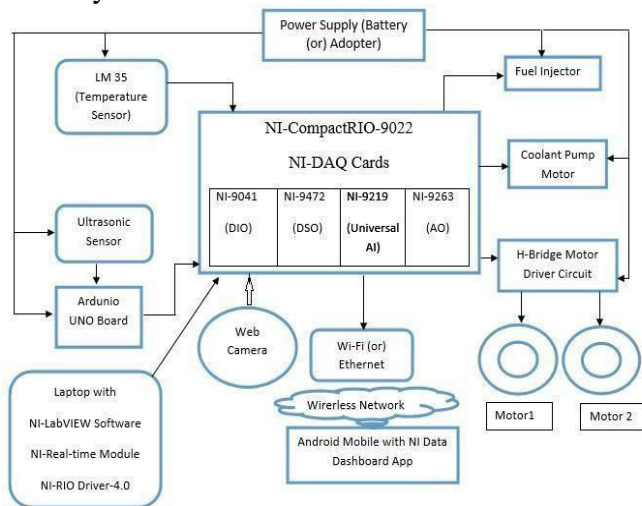 Power Supply (Battery
(or) Adopter)
LM 35
(Temperature
Sensor)
Fuel Injector
NI-CompactRIO-9022
NI-DAQ Cards
NI-9041
(DIO)
NI-9472
(DSO)
NI-9219
(Universal
AI)
NI-9263
(AO)
Coolant Pump
Motor
Ultrasonic
Sensor
H-Bridge Motor
Driver Circuit
Ardunio
UNO Board
Web
Camera
Wi-Fi (or)
Ethernet
Laptop with
NI-LabVIEW Software
NI-Real-time Module
NI-RIO Driver-4.0
Wirerless Network
Android Mobile with NI Data
Dashboard App
Motor1
Motor 2